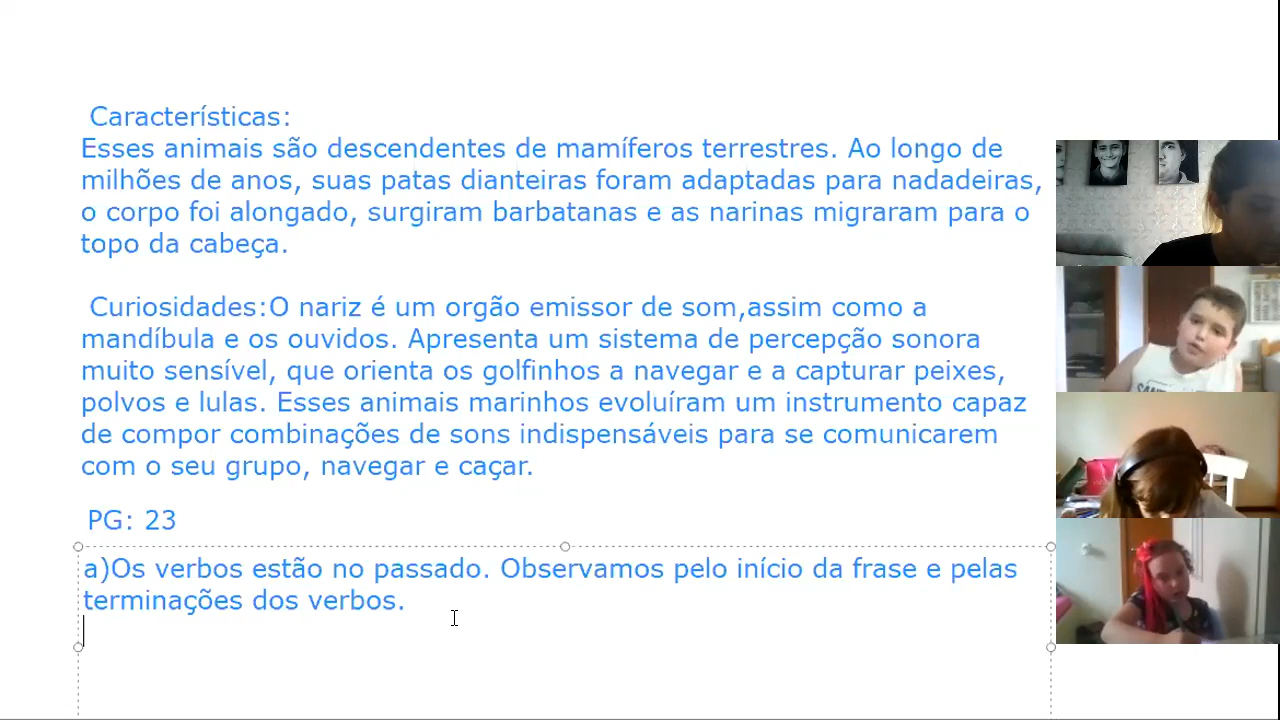 Características:
Esses animais são descendentes de mamíferos terrestres. Ao longo de
milhões de anos, suas patas dianteiras foram adaptadas para nadadeiras,
o corpo foi alongado, surgiram barbatanas e as narinas migraram para o
topo da cabeça.
Curiosidades:O nariz é um orgão emissor de som,assim como a
mandíbula e os ouvidos. Apresenta um sistema de percepção sonora
muito sensível, que orienta os golfinhos a navegar e a capturar peixes,
polvos e lulas. Esses animais marinhos evoluíram um instrumento capaz
de compor combinações de sons indispensáveis para se comunicarem
com o seu grupo, navegar e caçar.
PG: 23
a)Os verbos estão no passado. Observamos pelo início da frase e pelas
terminações dos verbos.